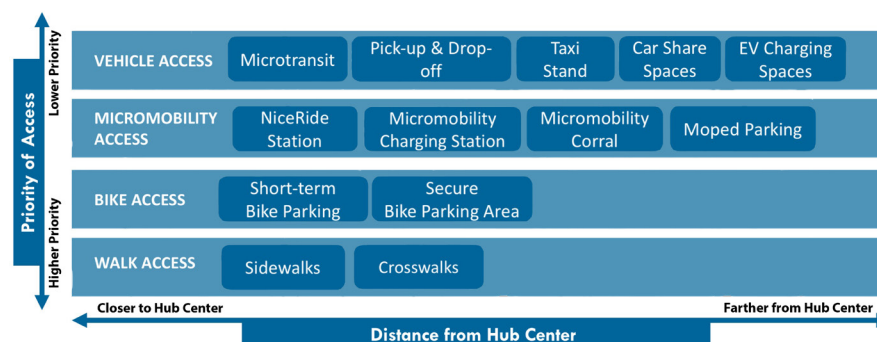 Priority of Access
Lower Priority
Higher Priority
VEHICLE ACCESS
Microtransit
Pick-up & Drop-
off
Taxi
Stand
Car Share
Spaces
EV Charging
Spaces
MICROMOBILITY
ACCESS
NiceRide
Station
Micromobility
Charging Station
Micromobility
Corral
Moped Parking
BIKE ACCESS
Short-term
Bike Parking
Secure
Bike Parking Area
WALK ACCESS
Sidewalks
Crosswalks
Closer to Hub Center
Farther from Hub Center
Distance from Hub Center